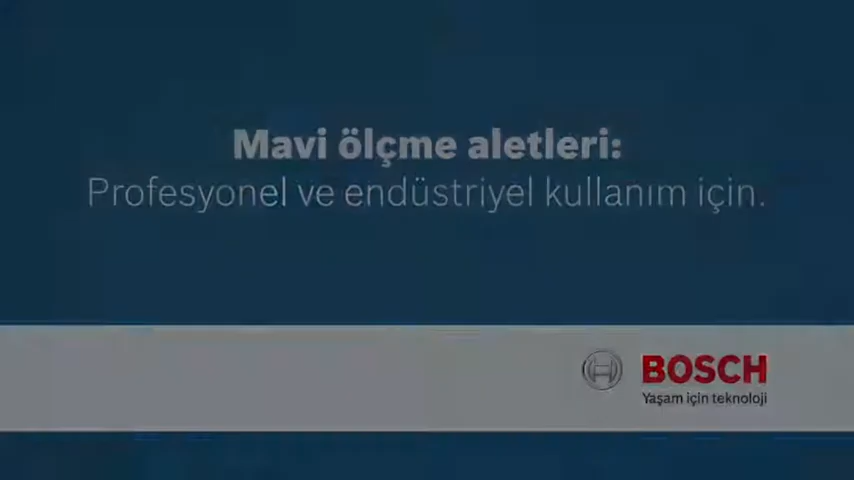 Mavi ölçme aletleri:
Profesyonel ve endüstriyel kullanım için.
BOSCH
Yaşam için teknoloji